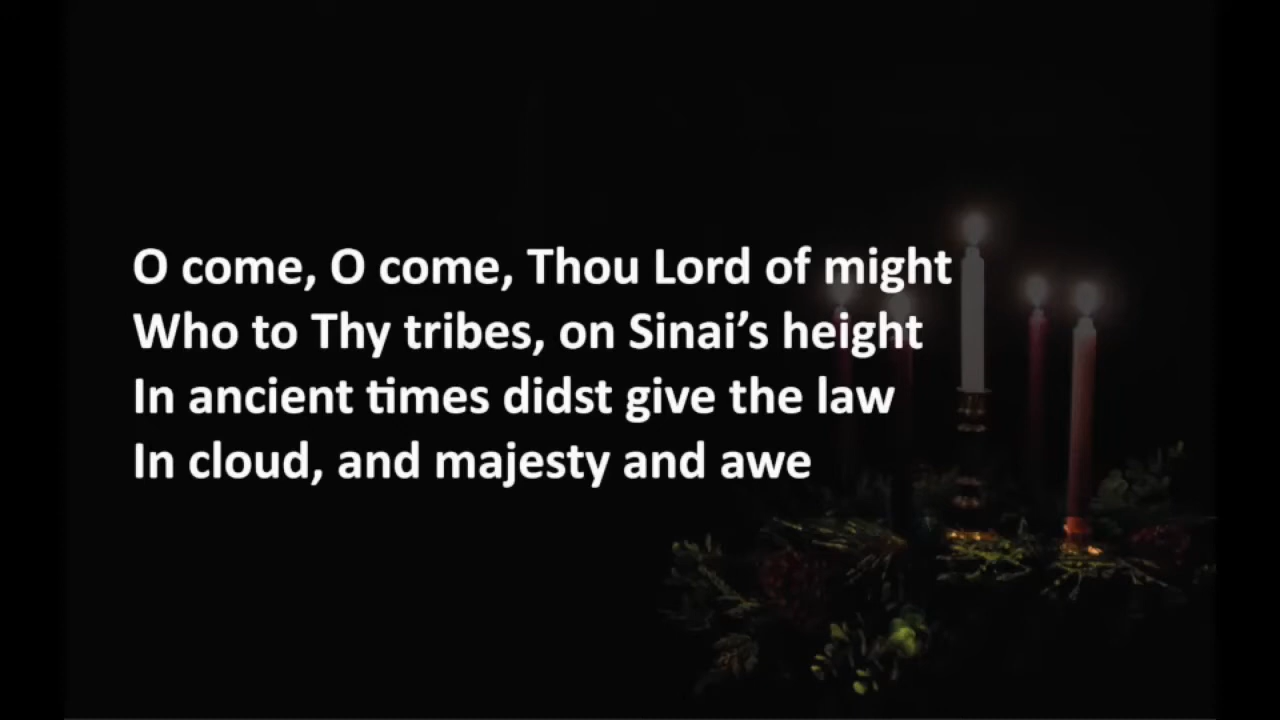 O come, O come, Thou Lord of might
Who to Thy tribes, on Sinai’s height
In ancient times didst give the law
In cloud, and majesty and awe